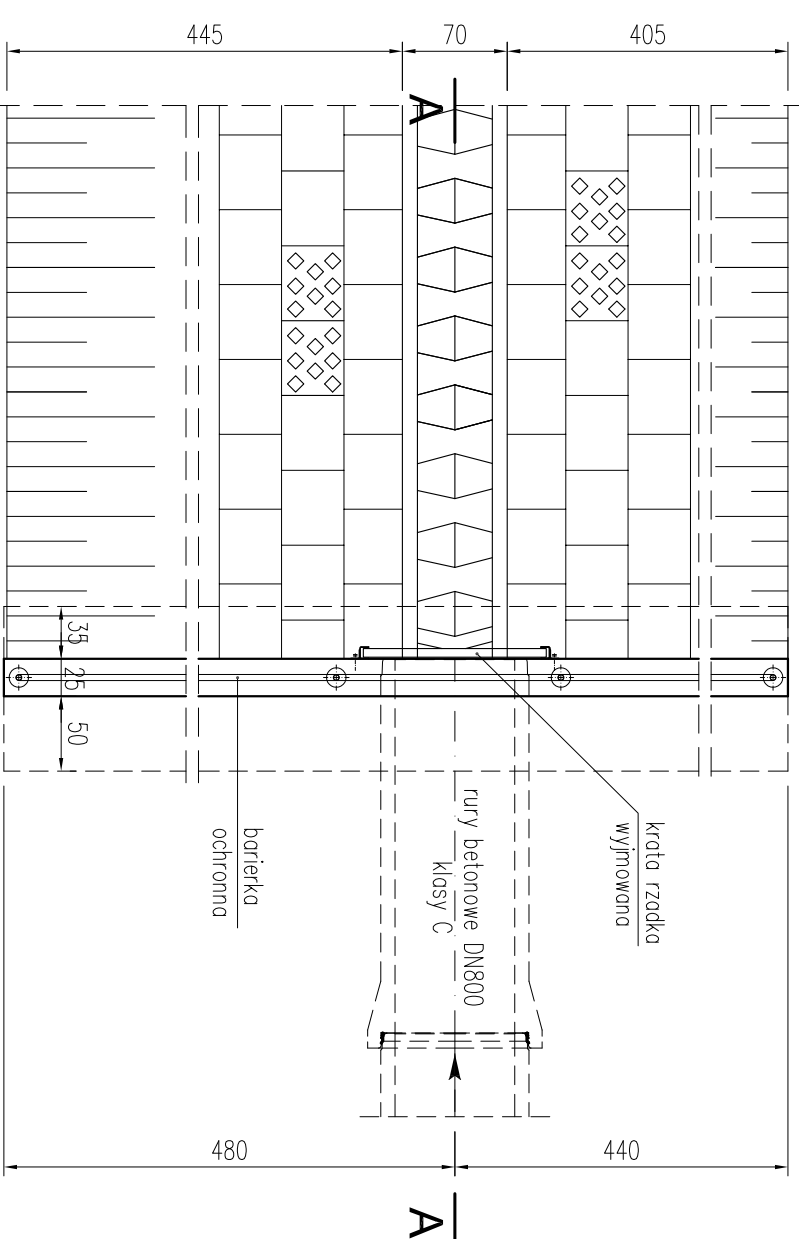 445
70
405
A
35
25
50
krata rzadka
wyjmowana
barierka
ochronna
rury betonowe DN800
klasy C
480
440
A